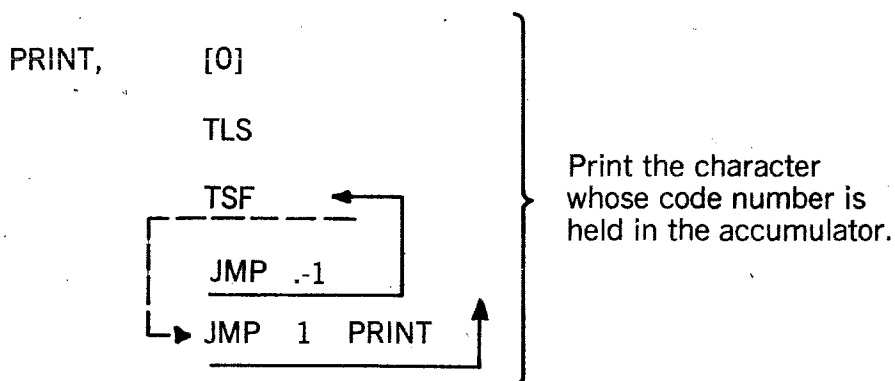 PRINT, [0]
TLS
TSF
JMP .-1
JMP 1 PRINT
Print the character
whose code number is
held in the accumulator.